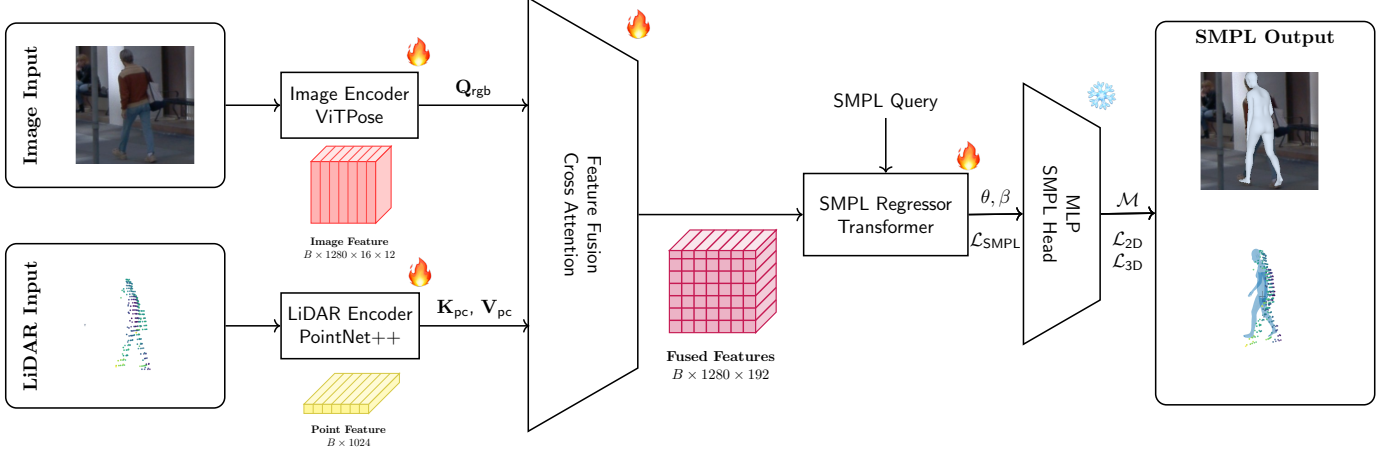 Image Input
Image Encoder
ViTPose
Image Feature
B × 1280 × 16 × 12
Q_rgb
LiDAR Input
LiDAR Encoder
PointNet++
Point Feature
B × 1024
K_pc, V_pc
Feature Fusion
Cross Attention
Fused Features
B × 1280 × 192
SMPL Query
SMPL Regressor
Transformer
θ, β
ℒ_SMPL
MLP
SMPL Head
ℳ
ℒ_2D
ℒ_3D
SMPL Output